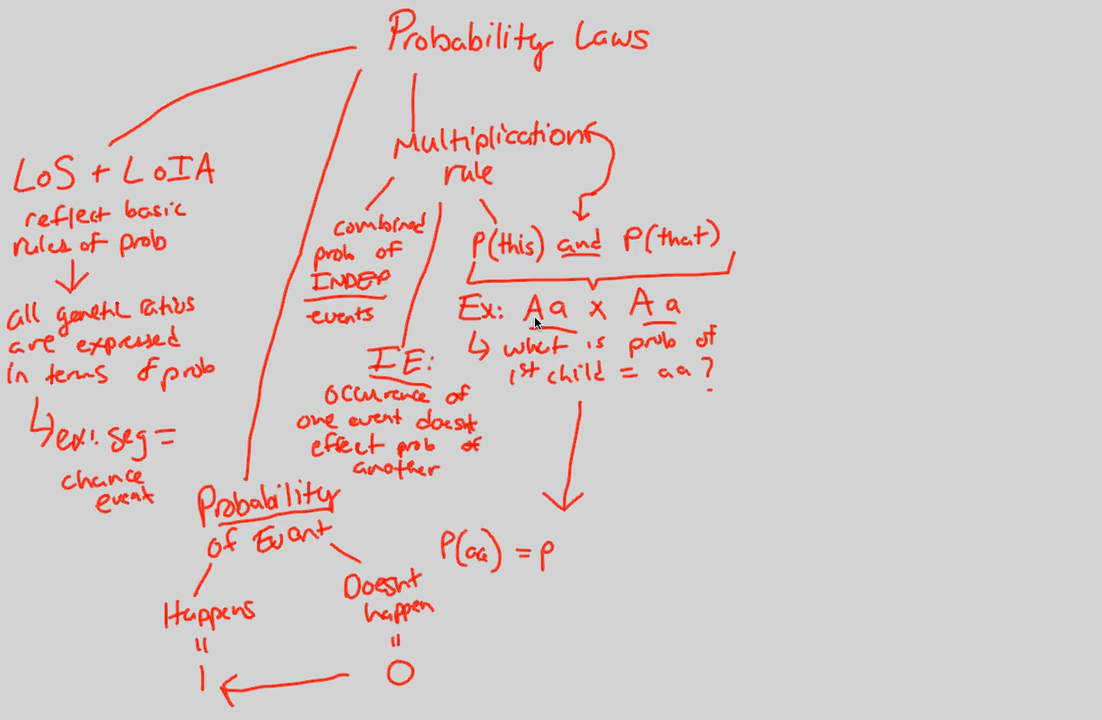 Probability Laws
LoS + LoIA
reflect basic
rules of prob
all genetic ratios
are expressed
in terms of prob
ex: seg =
chance
event
Multiplication
rule
combined
prob of
INDEP
events
IE:
occurence of
one event doesnt
effect prob of
another
P(this) and P(that)
Ex: Aa x Aa
what is prob of
1st child = aa?
P(aa) = P
Probability
of Event
Happens
"
1
Doesnt
happen
"
0